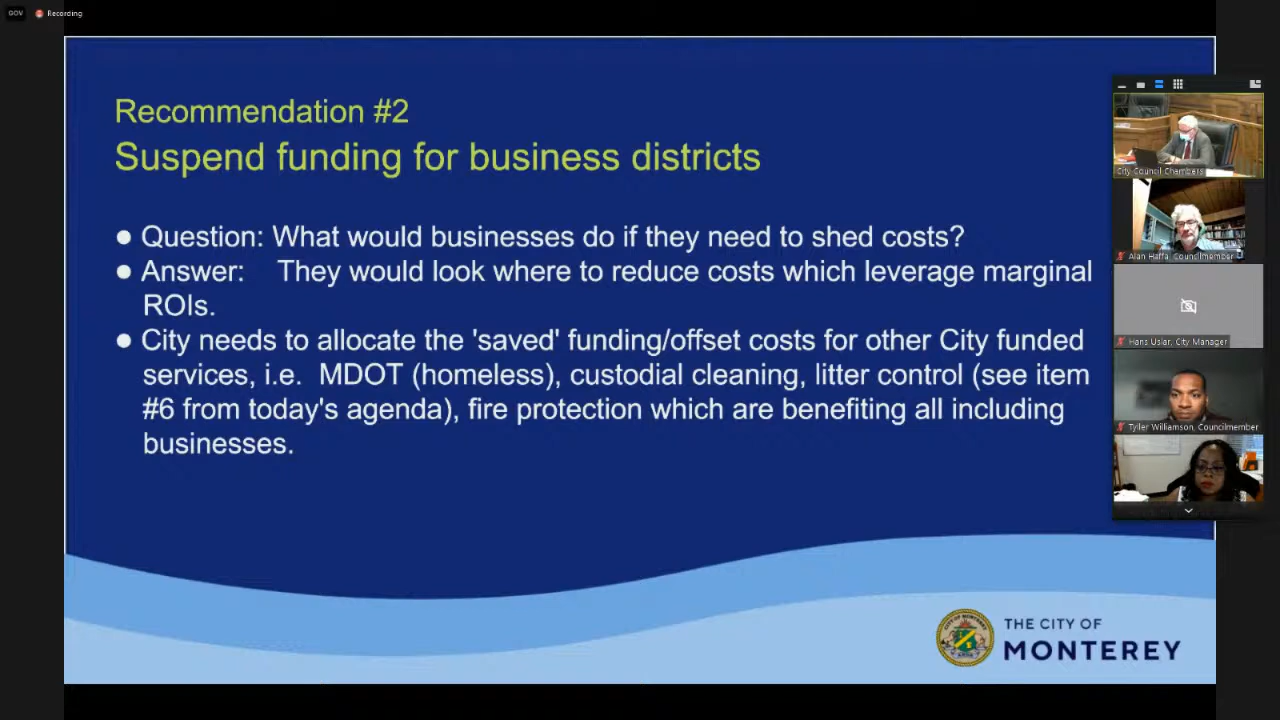 GOV Recording
Recommendation #2
Suspend funding for business districts
● Question: What would businesses do if they need to shed costs?
● Answer: They would look where to reduce costs which leverage marginal
ROIs.
● City needs to allocate the 'saved' funding/offset costs for other City funded
services, i.e. MDOT (homeless), custodial cleaning, litter control (see item
#6 from today's agenda), fire protection which are benefiting all including
businesses.
City Council Chambers
Alan Haffa, Councilmember
Hans Uslar, City Manager
Tyller Williamson, Councilmember
THE CITY OF
MONTEREY